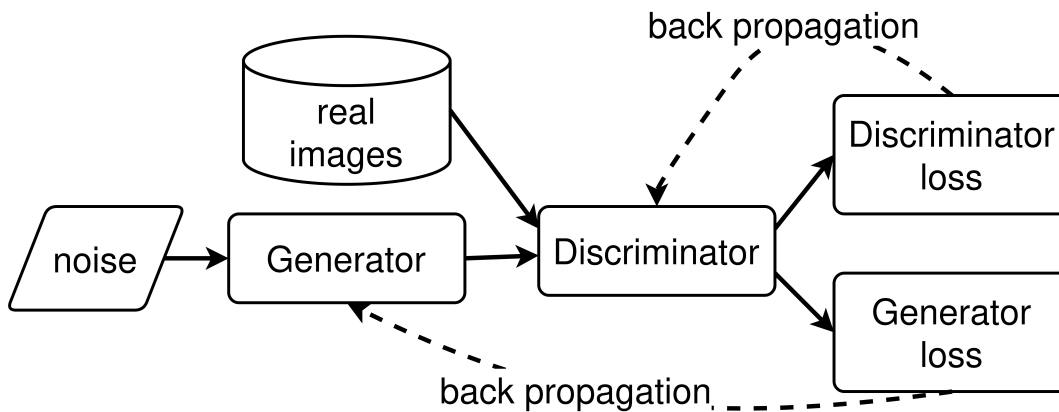 back propagation
real
images
Discriminator
loss
noise
Generator
Discriminator
Generator
loss
back propagation